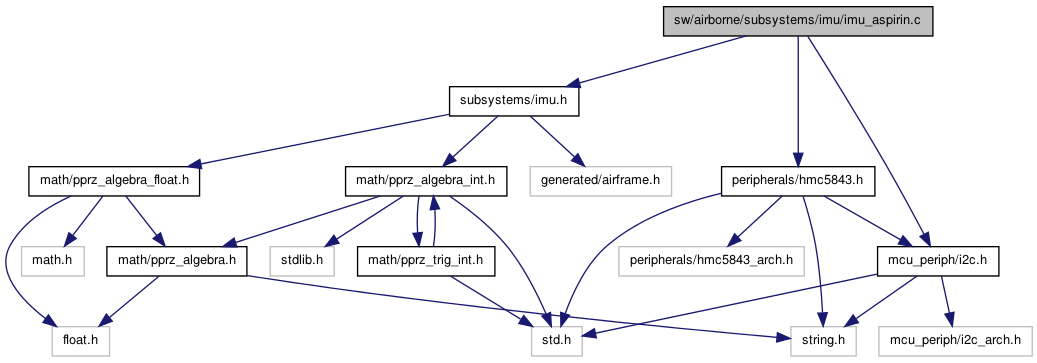 sw/airborne/subsystems/imu/imu_aspirin.c
subsystems/imu.h
math/pprz_algebra_float.h
math/pprz_algebra_int.h
generated/airframe.h
peripherals/hmc5843.h
math.h
math/pprz_algebra.h
stdlib.h
math/pprz_trig_int.h
peripherals/hmc5843_arch.h
mcu_periph/i2c.h
float.h
std.h
string.h
mcu_periph/i2c_arch.h